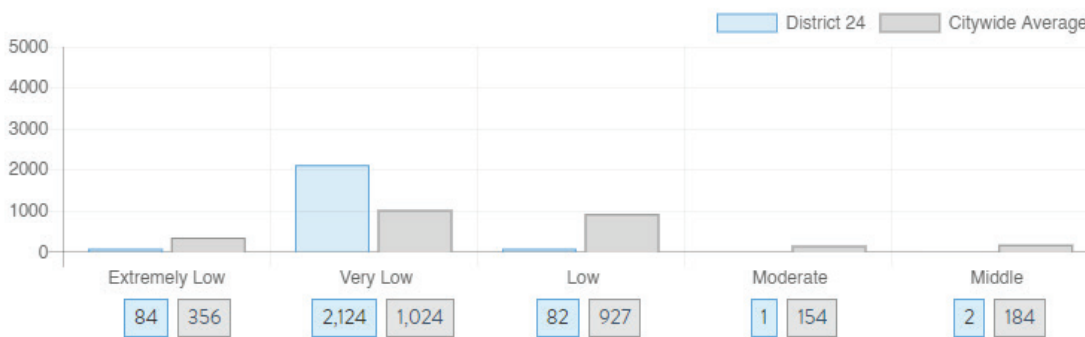 District 24 Citywide Average
5000
4000
3000
2000
1000
0
Extremely Low Very Low Low Moderate Middle
84 356 2,124 1,024 82 927 1 154 2 184